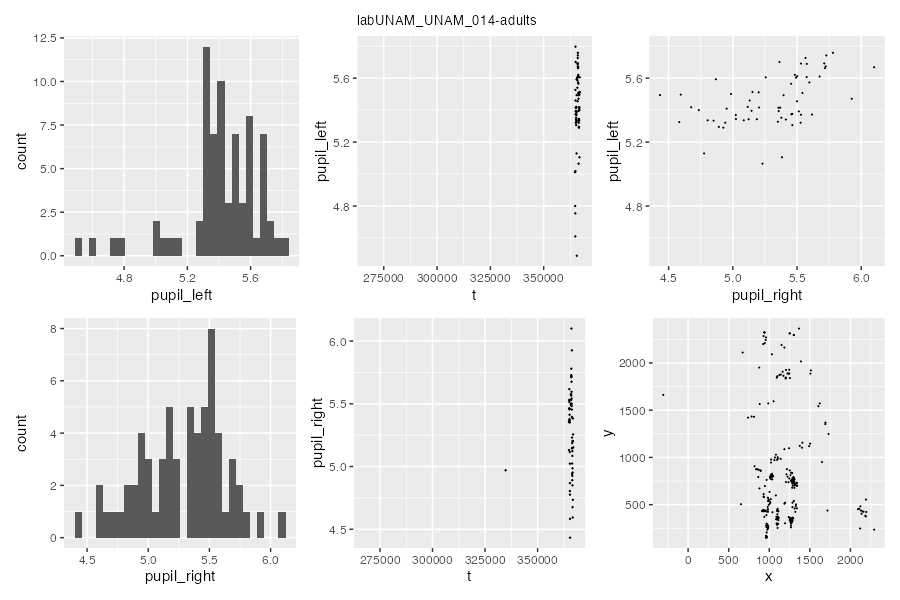 labUNAM_UNAM_014-adults
12.5
10.0
7.5
5.0
2.5
0.0
count
4.8 5.2 5.6
pupil_left
5.6
5.2
4.8
pupil_left
275000 300000 325000 350000
t
5.6
5.2
4.8
pupil_left
4.5 5.0 5.5 6.0
pupil_right
8
6
4
2
0
count
4.5 5.0 5.5 6.0
pupil_right
6.0
5.5
5.0
4.5
pupil_right
275000 300000 325000 350000
t
2000
1500
1000
500
y
0 500 1000 1500 2000
x